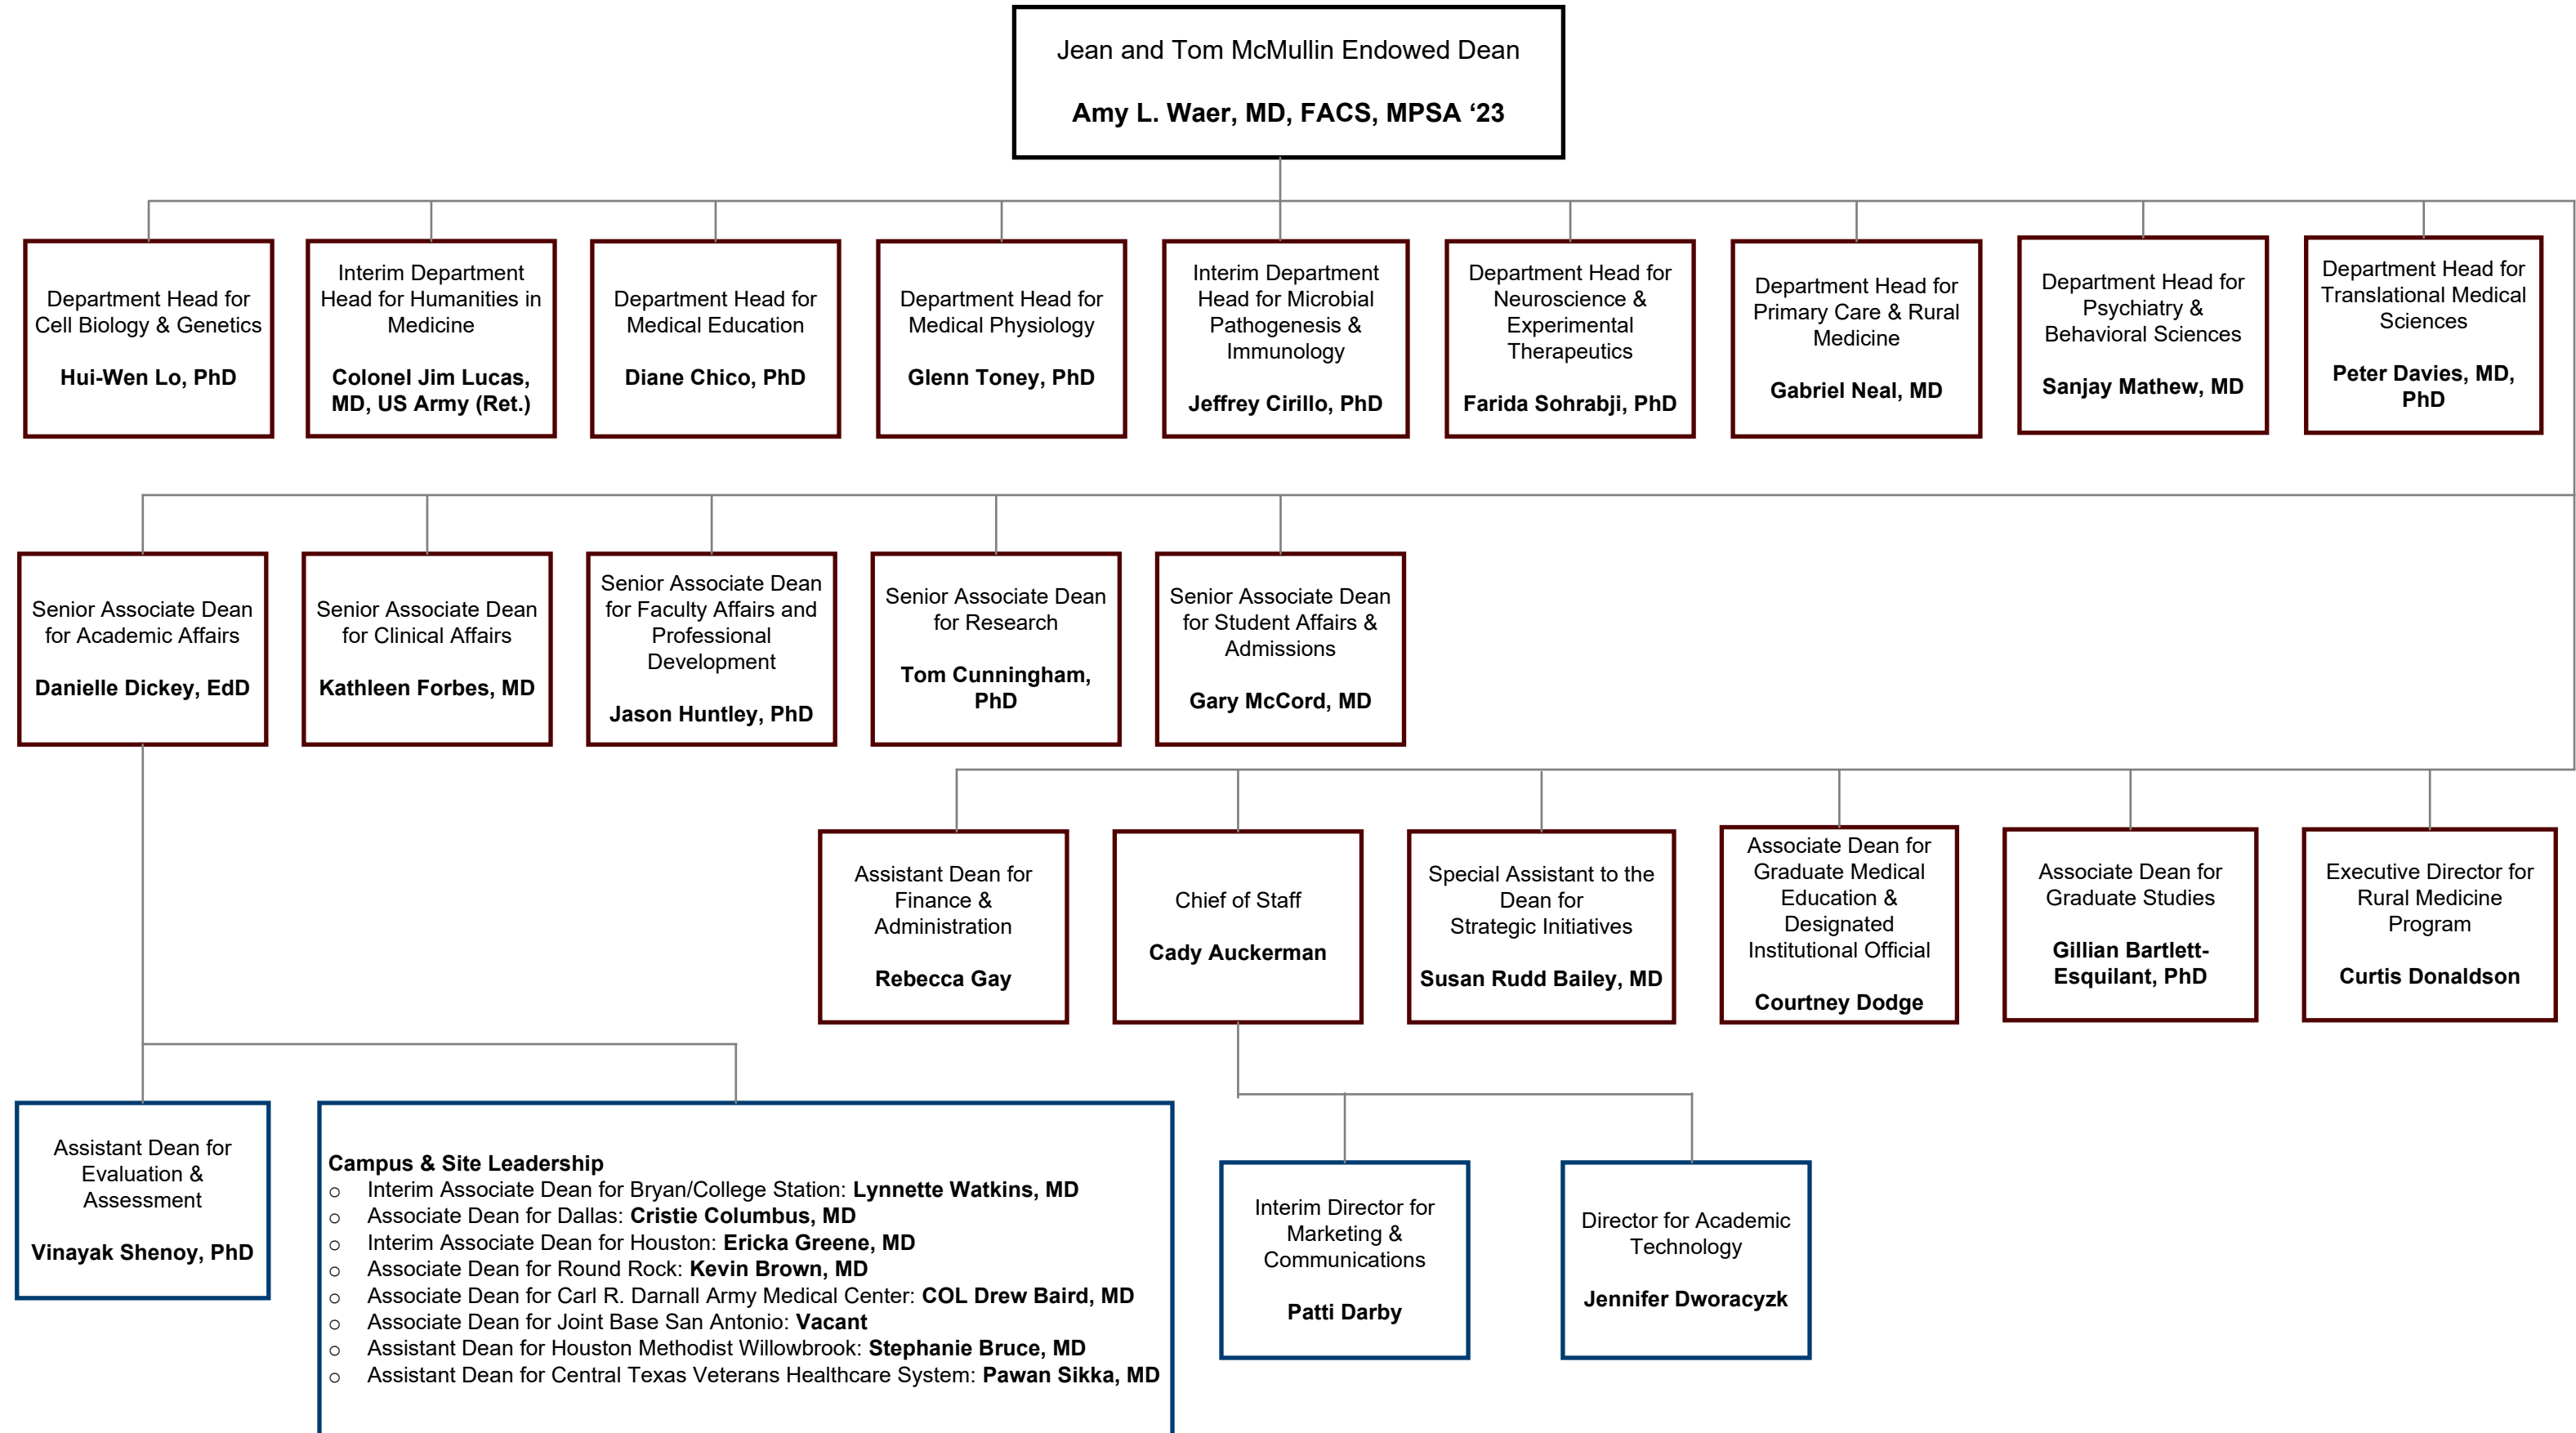 Jean and Tom McMullin Endowed Dean
Amy L. Waer, MD, FACS, MPSA ‘23
Department Head for
Cell Biology & Genetics
Hui-Wen Lo, PhD
Interim Department
Head for Humanities in
Medicine
Colonel Jim Lucas,
MD, US Army (Ret.)
Department Head for
Medical Education
Diane Chico, PhD
Department Head for
Medical Physiology
Glenn Toney, PhD
Interim Department
Head for Microbial
Pathogenesis &
Immunology
Jeffrey Cirillo, PhD
Department Head for
Neuroscience &
Experimental
Therapeutics
Farida Sohrabji, PhD
Department Head for
Primary Care & Rural
Medicine
Gabriel Neal, MD
Department Head for
Psychiatry &
Behavioral Sciences
Sanjay Mathew, MD
Department Head for
Translational Medical
Sciences
Peter Davies, MD,
PhD
Senior Associate Dean
for Academic Affairs
Danielle Dickey, EdD
Senior Associate Dean
for Clinical Affairs
Kathleen Forbes, MD
Senior Associate Dean
for Faculty Affairs and
Professional
Development
Jason Huntley, PhD
Senior Associate Dean
for Research
Tom Cunningham,
PhD
Senior Associate Dean
for Student Affairs &
Admissions
Gary McCord, MD
Assistant Dean for
Finance &
Administration
Rebecca Gay
Chief of Staff
Cady Auckerman
Special Assistant to the
Dean for
Strategic Initiatives
Susan Rudd Bailey, MD
Associate Dean for
Graduate Medical
Education &
Designated
Institutional Official
Courtney Dodge
Associate Dean for
Graduate Studies
Gillian Bartlett-
Esquilant, PhD
Executive Director for
Rural Medicine
Program
Curtis Donaldson
Assistant Dean for
Evaluation &
Assessment
Vinayak Shenoy, PhD
Campus & Site Leadership
○ Interim Associate Dean for Bryan/College Station: Lynnette Watkins, MD
○ Associate Dean for Dallas: Cristie Columbus, MD
○ Interim Associate Dean for Houston: Ericka Greene, MD
○ Associate Dean for Round Rock: Kevin Brown, MD
○ Associate Dean for Carl R. Darnall Army Medical Center: COL Drew Baird, MD
○ Associate Dean for Joint Base San Antonio: Vacant
○ Assistant Dean for Houston Methodist Willowbrook: Stephanie Bruce, MD
○ Assistant Dean for Central Texas Veterans Healthcare System: Pawan Sikka, MD
Interim Director for
Marketing &
Communications
Patti Darby
Director for Academic
Technology
Jennifer Dworacyzk